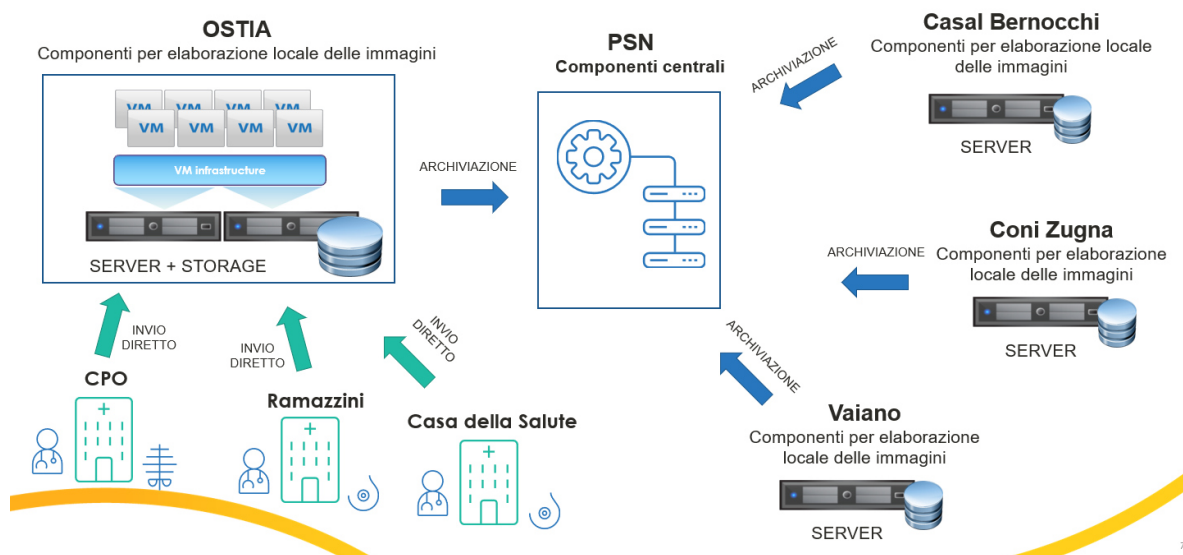 OSTIA
Componenti per elaborazione locale delle immagini
VM VM VM VM
VM VM VM VM
VM infrastructure
SERVER + STORAGE
ARCHIVIAZIONE
PSN
Componenti centrali
ARCHIVIAZIONE
Casal Bernocchi
Componenti per elaborazione locale
delle immagini
SERVER
ARCHIVIAZIONE
Coni Zugna
Componenti per elaborazione
locale delle immagini
SERVER
ARCHIVIAZIONE
Vaiano
Componenti per elaborazione
locale delle immagini
SERVER
INVIO
DIRETTO
CPO
INVIO
DIRETTO
Ramazzini
INVIO
DIRETTO
Casa della Salute
7